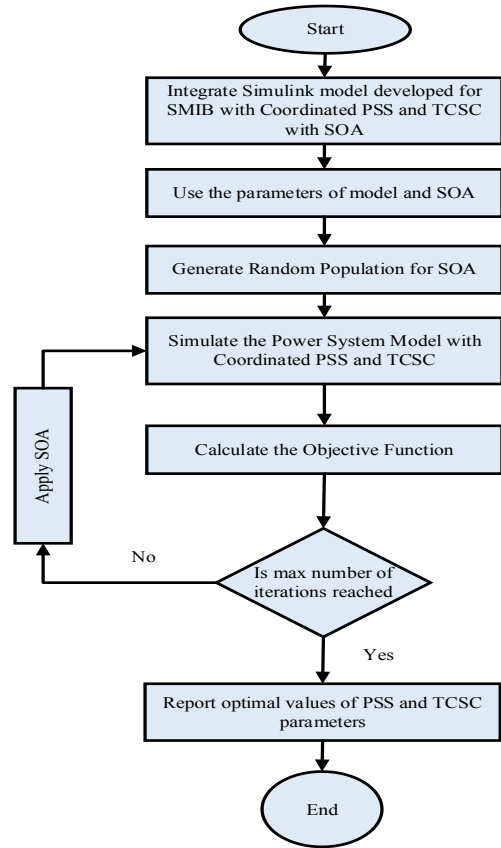 Start
Integrate Simulink model developed for
SMIB with Coordinated PSS and TCSC
with SOA
Use the parameters of model and SOA
Generate Random Population for SOA
Simulate the Power System Model with
Coordinated PSS and TCSC
Apply SOA
Calculate the Objective Function
No
Is max number of
iterations reached
Yes
Report optimal values of PSS and TCSC
parameters
End